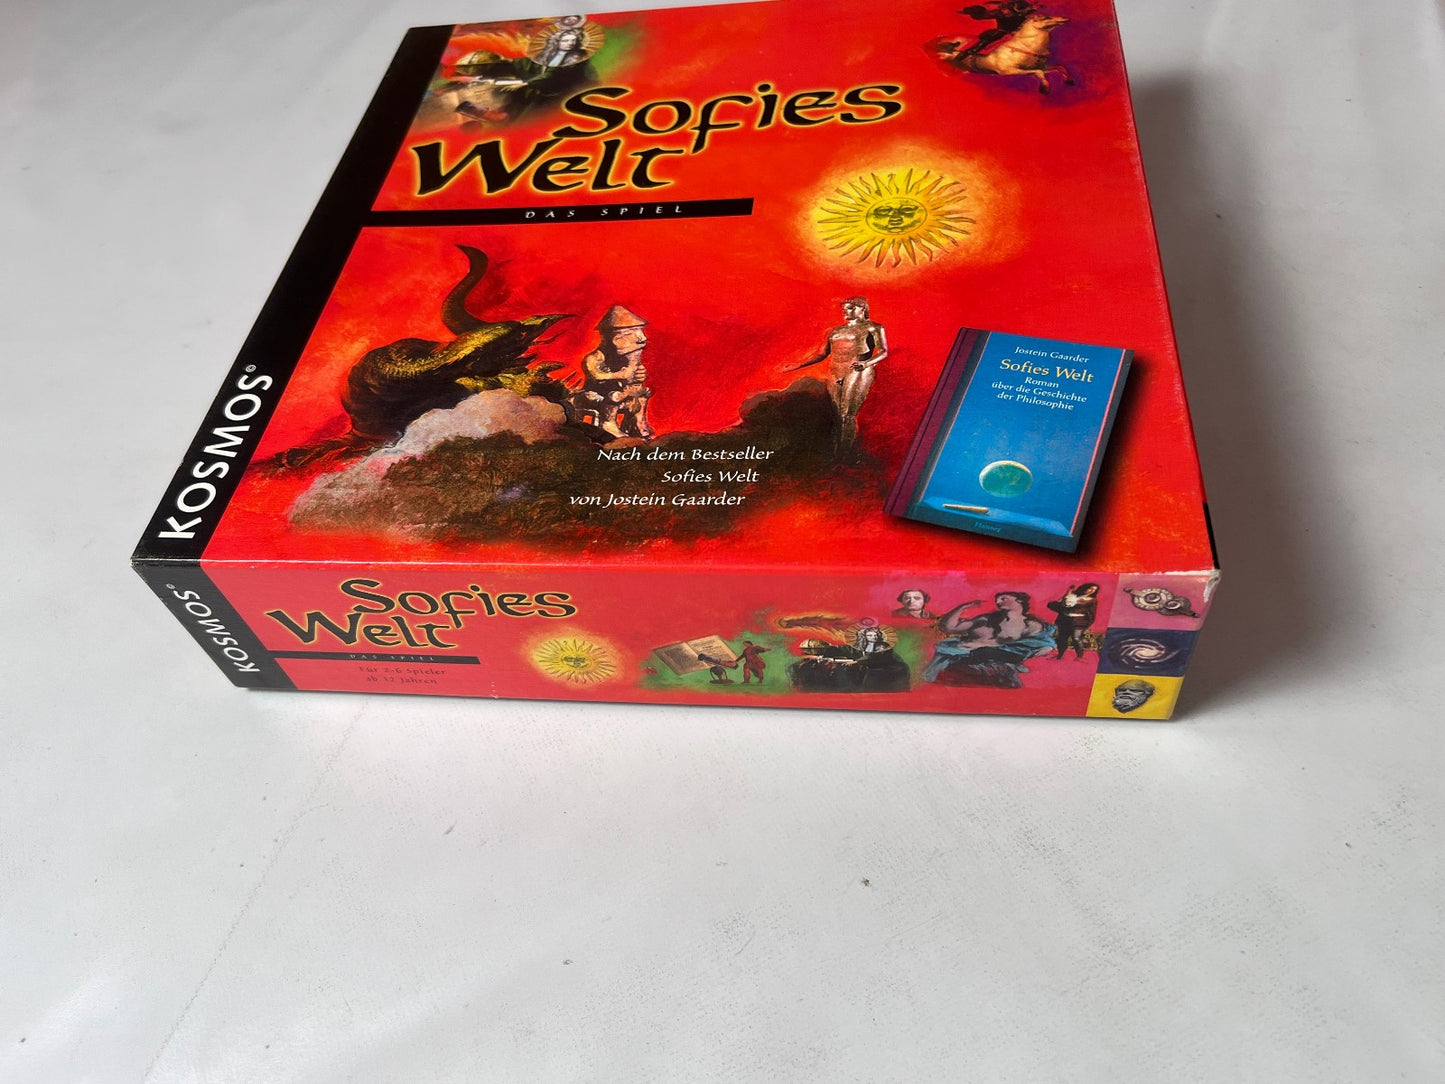 Sofies
Welt
DAS SPIEL
KOSMOS©
Nach dem Bestseller
Sofies Welt
von Jostein Gaarder
Jostein Gaarder
Sofies Welt
Roman
über die Geschichte
der Philosophie
Hanser
KOSMOS©
Sofies
Welt
DAS SPIEL
Für 2-6 Spieler
ab 12 Jahren